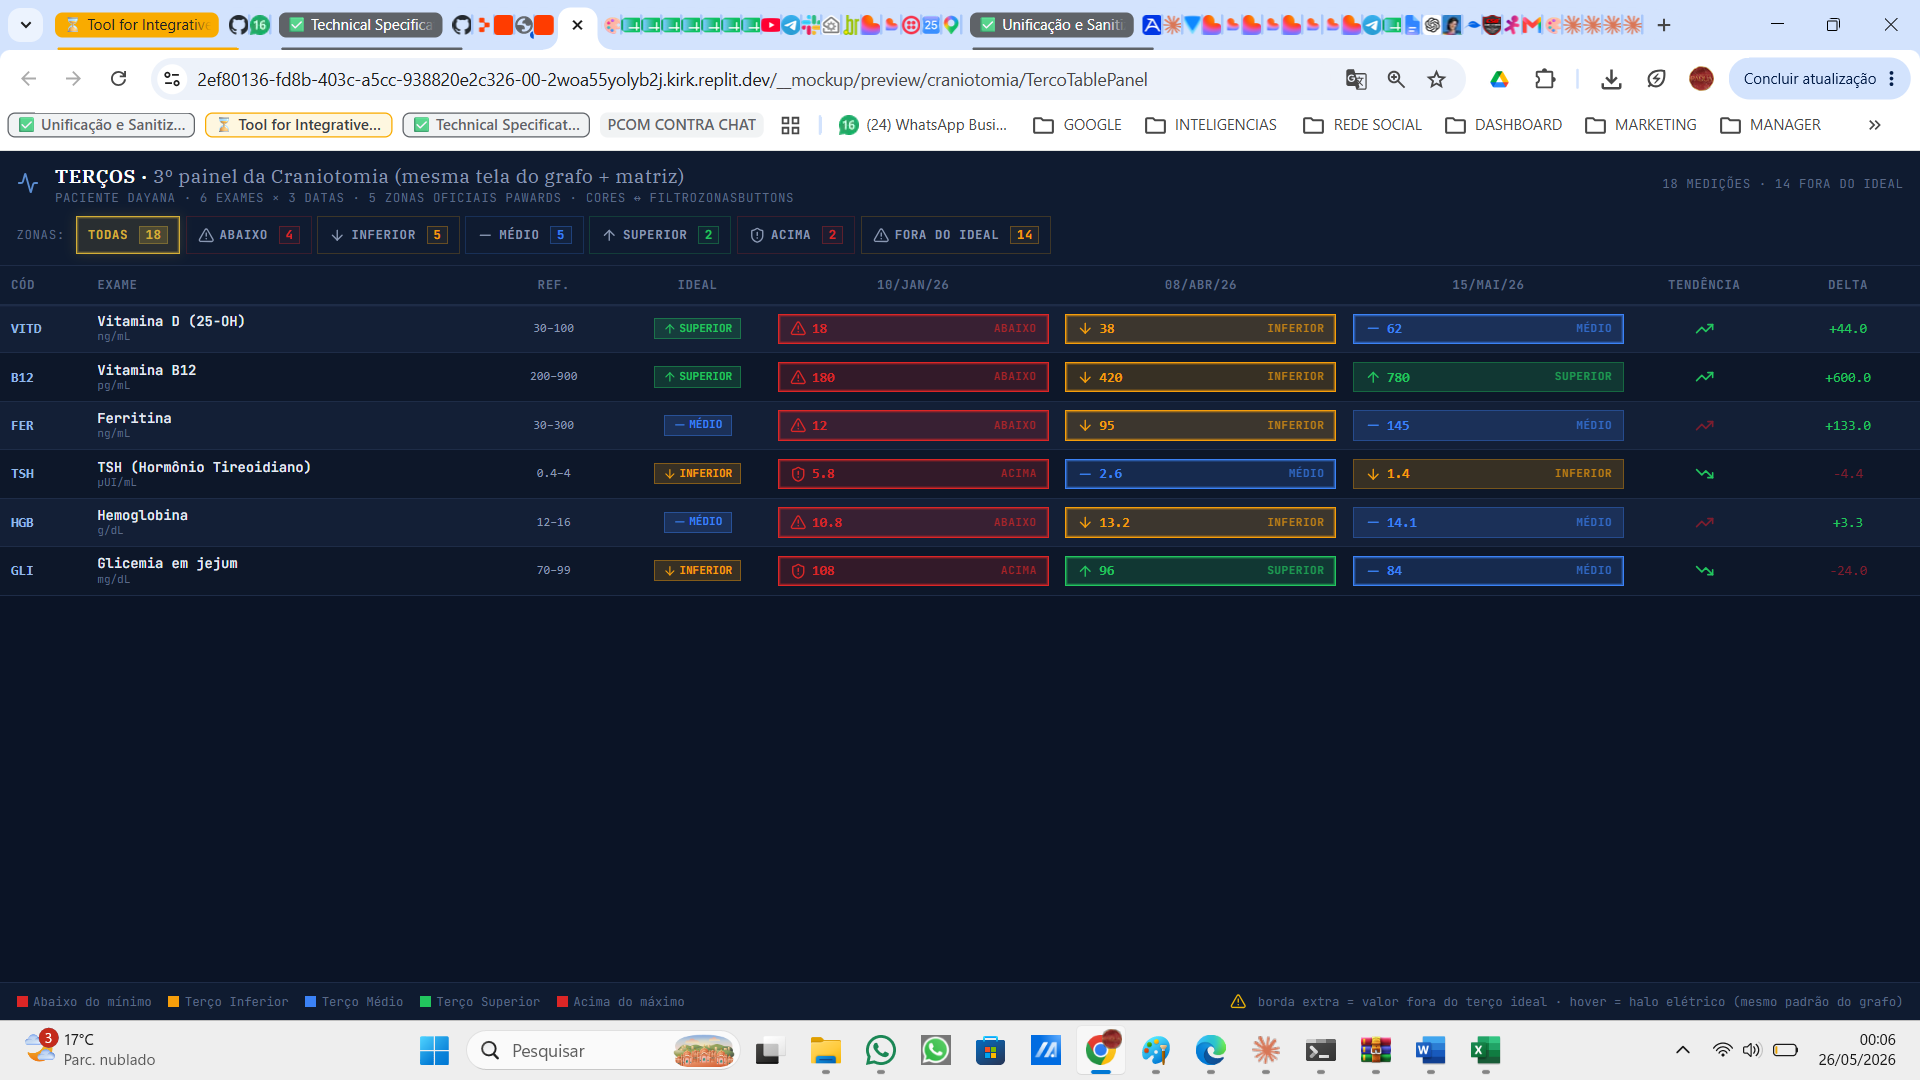 Tool for Integrative
16
Technical Specifica
25
Unificação e Saniti
2ef80136-fd8b-403c-a5cc-938820e2c326-00-2woa55yolyb2j.kirk.replit.dev/__mockup/preview/craniotomia/TercoTablePanel
Concluir atualização
Unificação e Sanitiz...
Tool for Integrative...
Technical Specificat...
PCOM CONTRA CHAT
16
(24) WhatsApp Busi...
GOOGLE
INTELIGENCIAS
REDE SOCIAL
DASHBOARD
MARKETING
MANAGER
»
TERÇOS · 3º painel da Craniotomia (mesma tela do grafo + matriz)
PACIENTE DAYANA · 6 EXAMES × 3 DATAS · 5 ZONAS OFICIAIS PAWARDS · CORES ↔ FILTROZONASBUTTONS
18 MEDIÇÕES · 14 FORA DO IDEAL
ZONAS: TODAS 18 ABAIXO 4 INFERIOR 5 MÉDIO 5 SUPERIOR 2 ACIMA 2 FORA DO IDEAL 14
CÓD EXAME REF. IDEAL 10/JAN/26 08/ABR/26 15/MAI/26 TENDÊNCIA DELTA
VITD Vitamina D (25-OH) 30–100 SUPERIOR 18 ABAIXO 38 INFERIOR 62 MÉDIO +44.0
ng/mL
B12 Vitamina B12 200–900 SUPERIOR 180 ABAIXO 420 INFERIOR 780 SUPERIOR +600.0
pg/mL
FER Ferritina 30–300 MÉDIO 12 ABAIXO 95 INFERIOR 145 MÉDIO +133.0
ng/mL
TSH TSH (Hormônio Tireoidiano) 0.4–4 INFERIOR 5.8 ACIMA 2.6 MÉDIO 1.4 INFERIOR -4.4
µUI/mL
HGB Hemoglobina 12–16 MÉDIO 10.8 ABAIXO 13.2 INFERIOR 14.1 MÉDIO +3.3
g/dL
GLI Glicemia em jejum 70–99 INFERIOR 108 ACIMA 96 SUPERIOR 84 MÉDIO -24.0
mg/dL
Abaixo do mínimo Terço Inferior Terço Médio Terço Superior Acima do máximo
borda extra = valor fora do terço ideal · hover = halo elétrico (mesmo padrão do grafo)
3
17°C
Parc. nublado
Pesquisar
00:06
26/05/2026